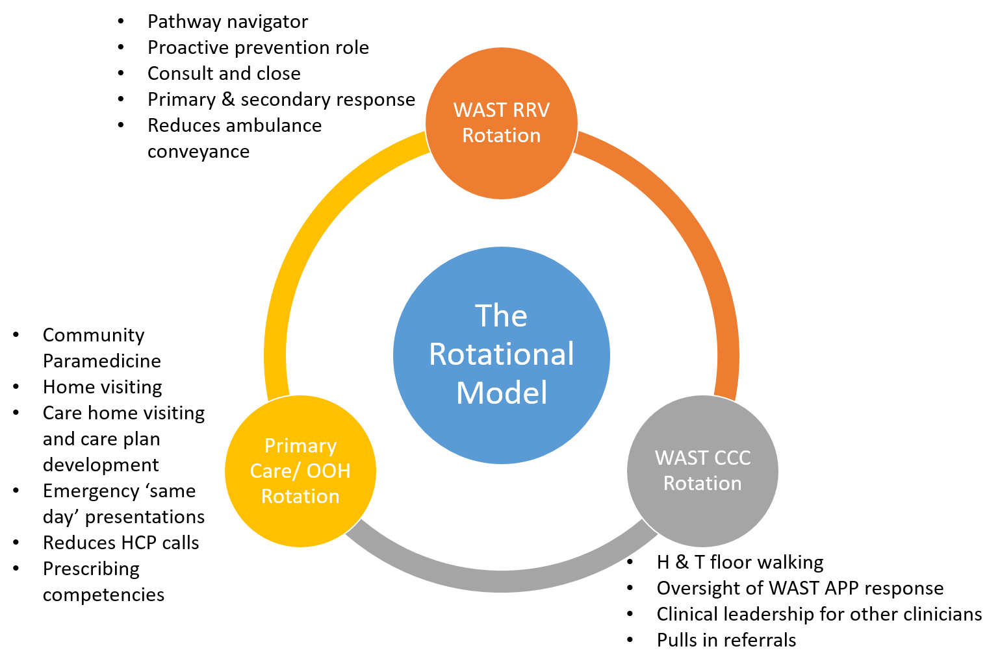 • Pathway navigator
• Proactive prevention role
• Consult and close
• Primary & secondary response
• Reduces ambulance
conveyance
WAST RRV
Rotation
The
Rotational
Model
• Community
Paramedicine
• Home visiting
• Care home visiting
and care plan
development
• Emergency ‘same
day’ presentations
• Reduces HCP calls
• Prescribing
competencies
Primary
Care/ OOH
Rotation
WAST CCC
Rotation
• H & T floor walking
• Oversight of WAST APP response
• Clinical leadership for other clinicians
• Pulls in referrals